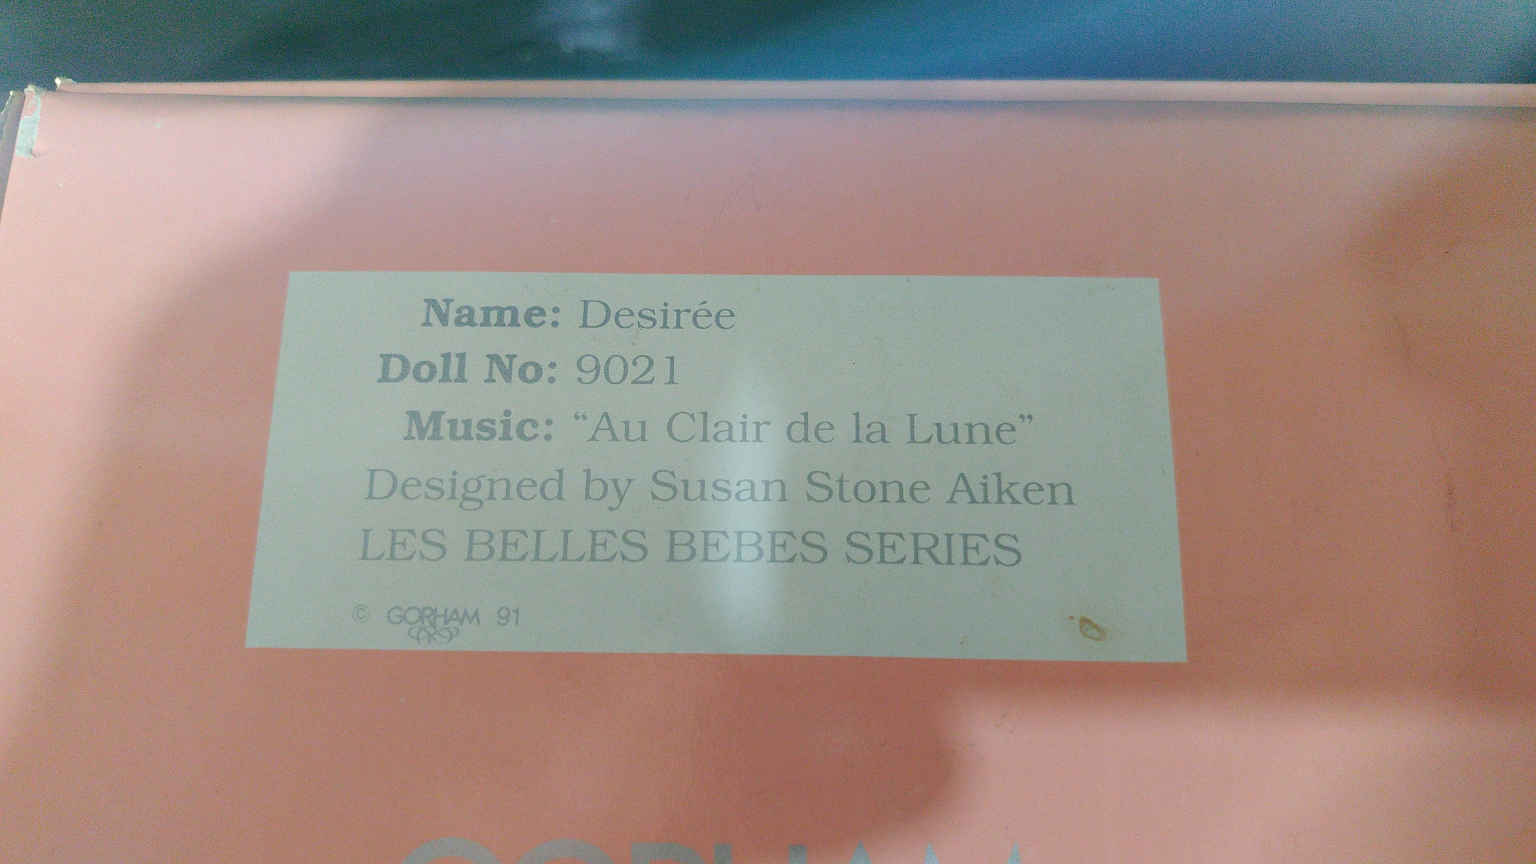 Name: Desirée
Doll No: 9021
Music: “Au Clair de la Lune”
Designed by Susan Stone Aiken
LES BELLES BEBES SERIES
© GORHAM 91
GORHAM